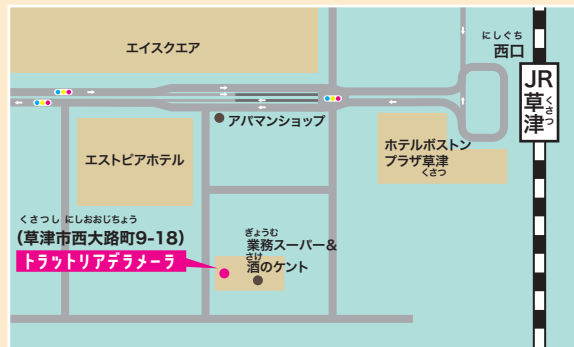 エイスクエア
にしぐち
西口
JR
草津
くさつ
アパマンショップ
エストピアホテル
ホテルボストン
プラザ草津
くさつ
くさつし にしおおじちょう
(草津市西大路町9-18)
トラットリアデラメーラ
ぎょうむ
業務スーパー&
さけ
酒のケント